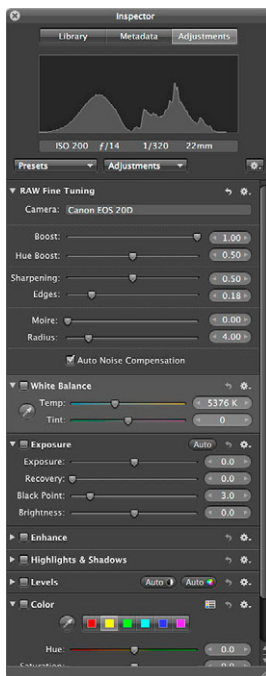 Inspector
Library Metadata Adjustments
ISO 200 ƒ/14 1/320 22mm
Presets Adjustments
RAW Fine Tuning
Camera: Canon EOS 20D
Boost: 1.00
Hue Boost: 0.50
Sharpening: 0.50
Edges: 0.18
Moire: 0.00
Radius: 4.00
Auto Noise Compensation
White Balance
Temp: 5376 K
Tint: 0
Exposure Auto
Exposure: 0.0
Recovery: 0.0
Black Point: 3.0
Brightness: 0.0
Enhance
Highlights & Shadows
Levels Auto Auto
Color
Hue: 0.0
Saturation: 0.0